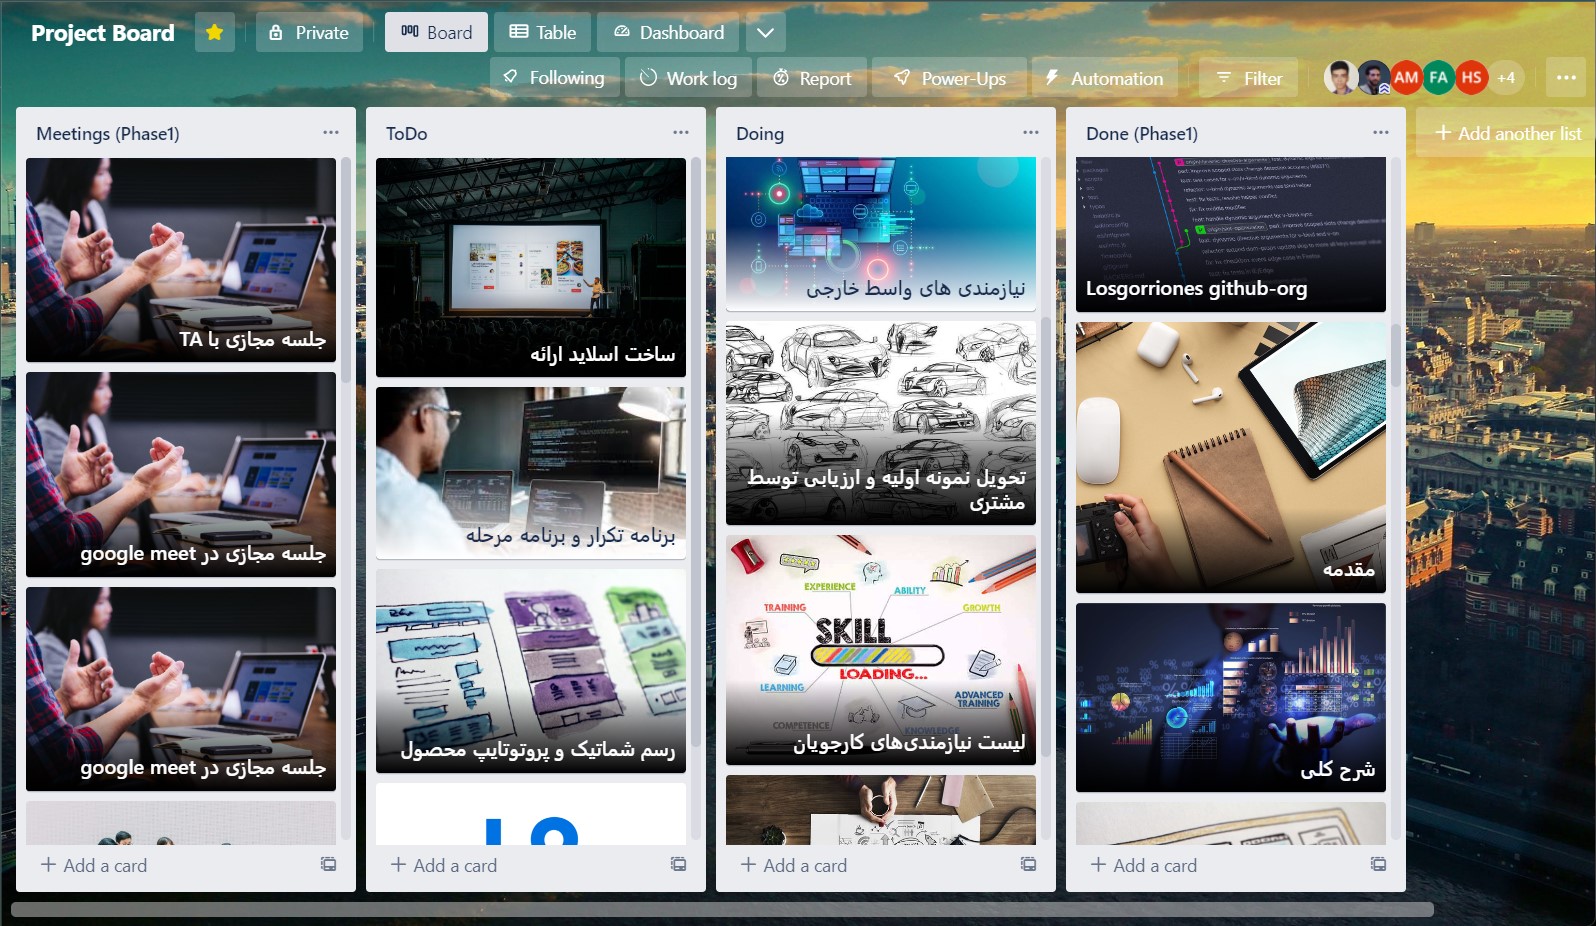 Project Board
Private
Board
Table
Dashboard
Following
Work log
Report
Power-Ups
Automation
Filter
AM
FA
HS
+4
Meetings (Phase1)
جلسه مجازی با TA
جلسه مجازی در google meet
جلسه مجازی در google meet
+ Add a card
ToDo
ساخت اسلاید ارائه
برنامه تکرار و برنامه مرحله
رسم شماتیک و پروتوتایپ محصول
+ Add a card
Doing
نیازمندی های واسط خارجی
تحویل نمونه اولیه و ارزیابی توسط
مشتری
EXPERIENCE
ABILITY
TRAINING
GROWTH
SKILL
LOADING...
LEARNING
ADVANCED
TRAINING
COMPETENCE
KNOWLEDGE
لیست نیازمندی‌های کارجویان
+ Add a card
Done (Phase1)
Losgorriones github-org
مقدمه
شرح کلی
+ Add a card
+ Add another list